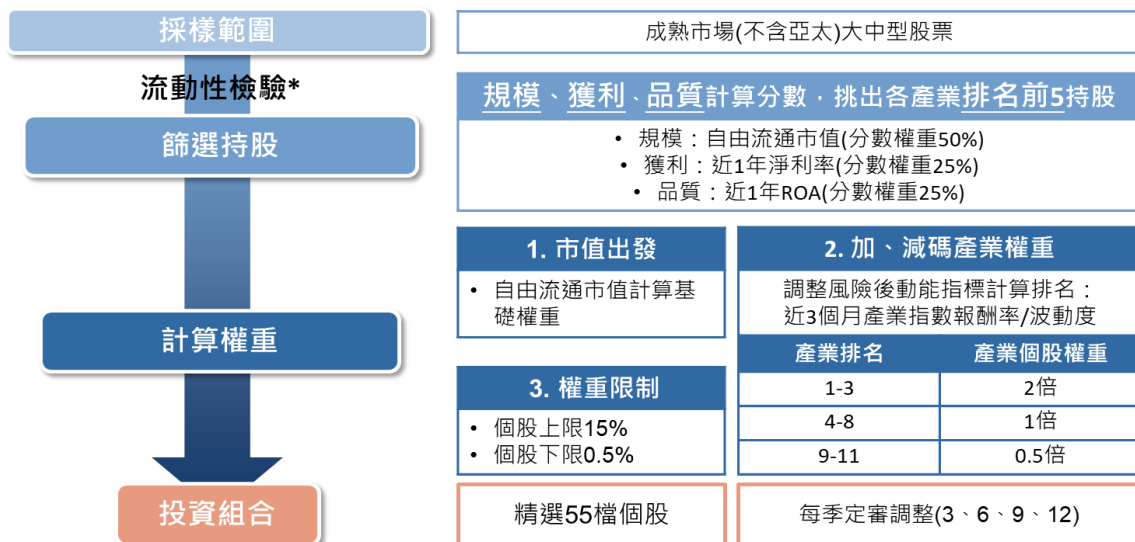 採樣範圍
成熟市場(不含亞太)大中型股票
流動性檢驗*
篩選持股
規模、獲利、品質計算分數，挑出各產業排名前5持股
• 規模：自由流通市值(分數權重50%)
• 獲利：近1年淨利率(分數權重25%)
• 品質：近1年ROA(分數權重25%)
計算權重
1. 市值出發
• 自由流通市值計算基
礎權重
2. 加、減碼產業權重
調整風險後動能指標計算排名：
近3個月產業指數報酬率/波動度
產業排名 產業個股權重
1-3 2倍
4-8 1倍
9-11 0.5倍
3. 權重限制
• 個股上限15%
• 個股下限0.5%
投資組合
精選55檔個股
每季定審調整(3、6、9、12)